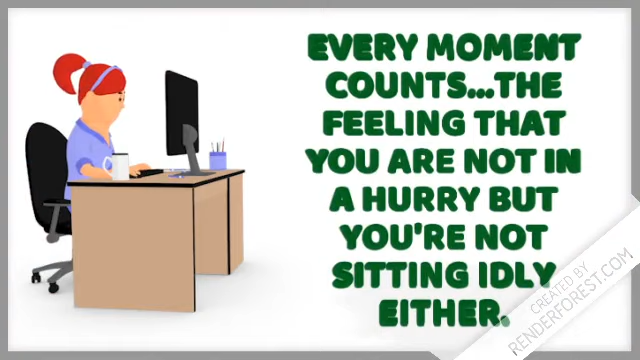 EVERY MOMENT
COUNTS...THE
FEELING THAT
YOU ARE NOT IN
A HURRY BUT
YOU'RE NOT
SITTING IDLY
EITHER.
CREATED BY
RENDERFOREST.COM